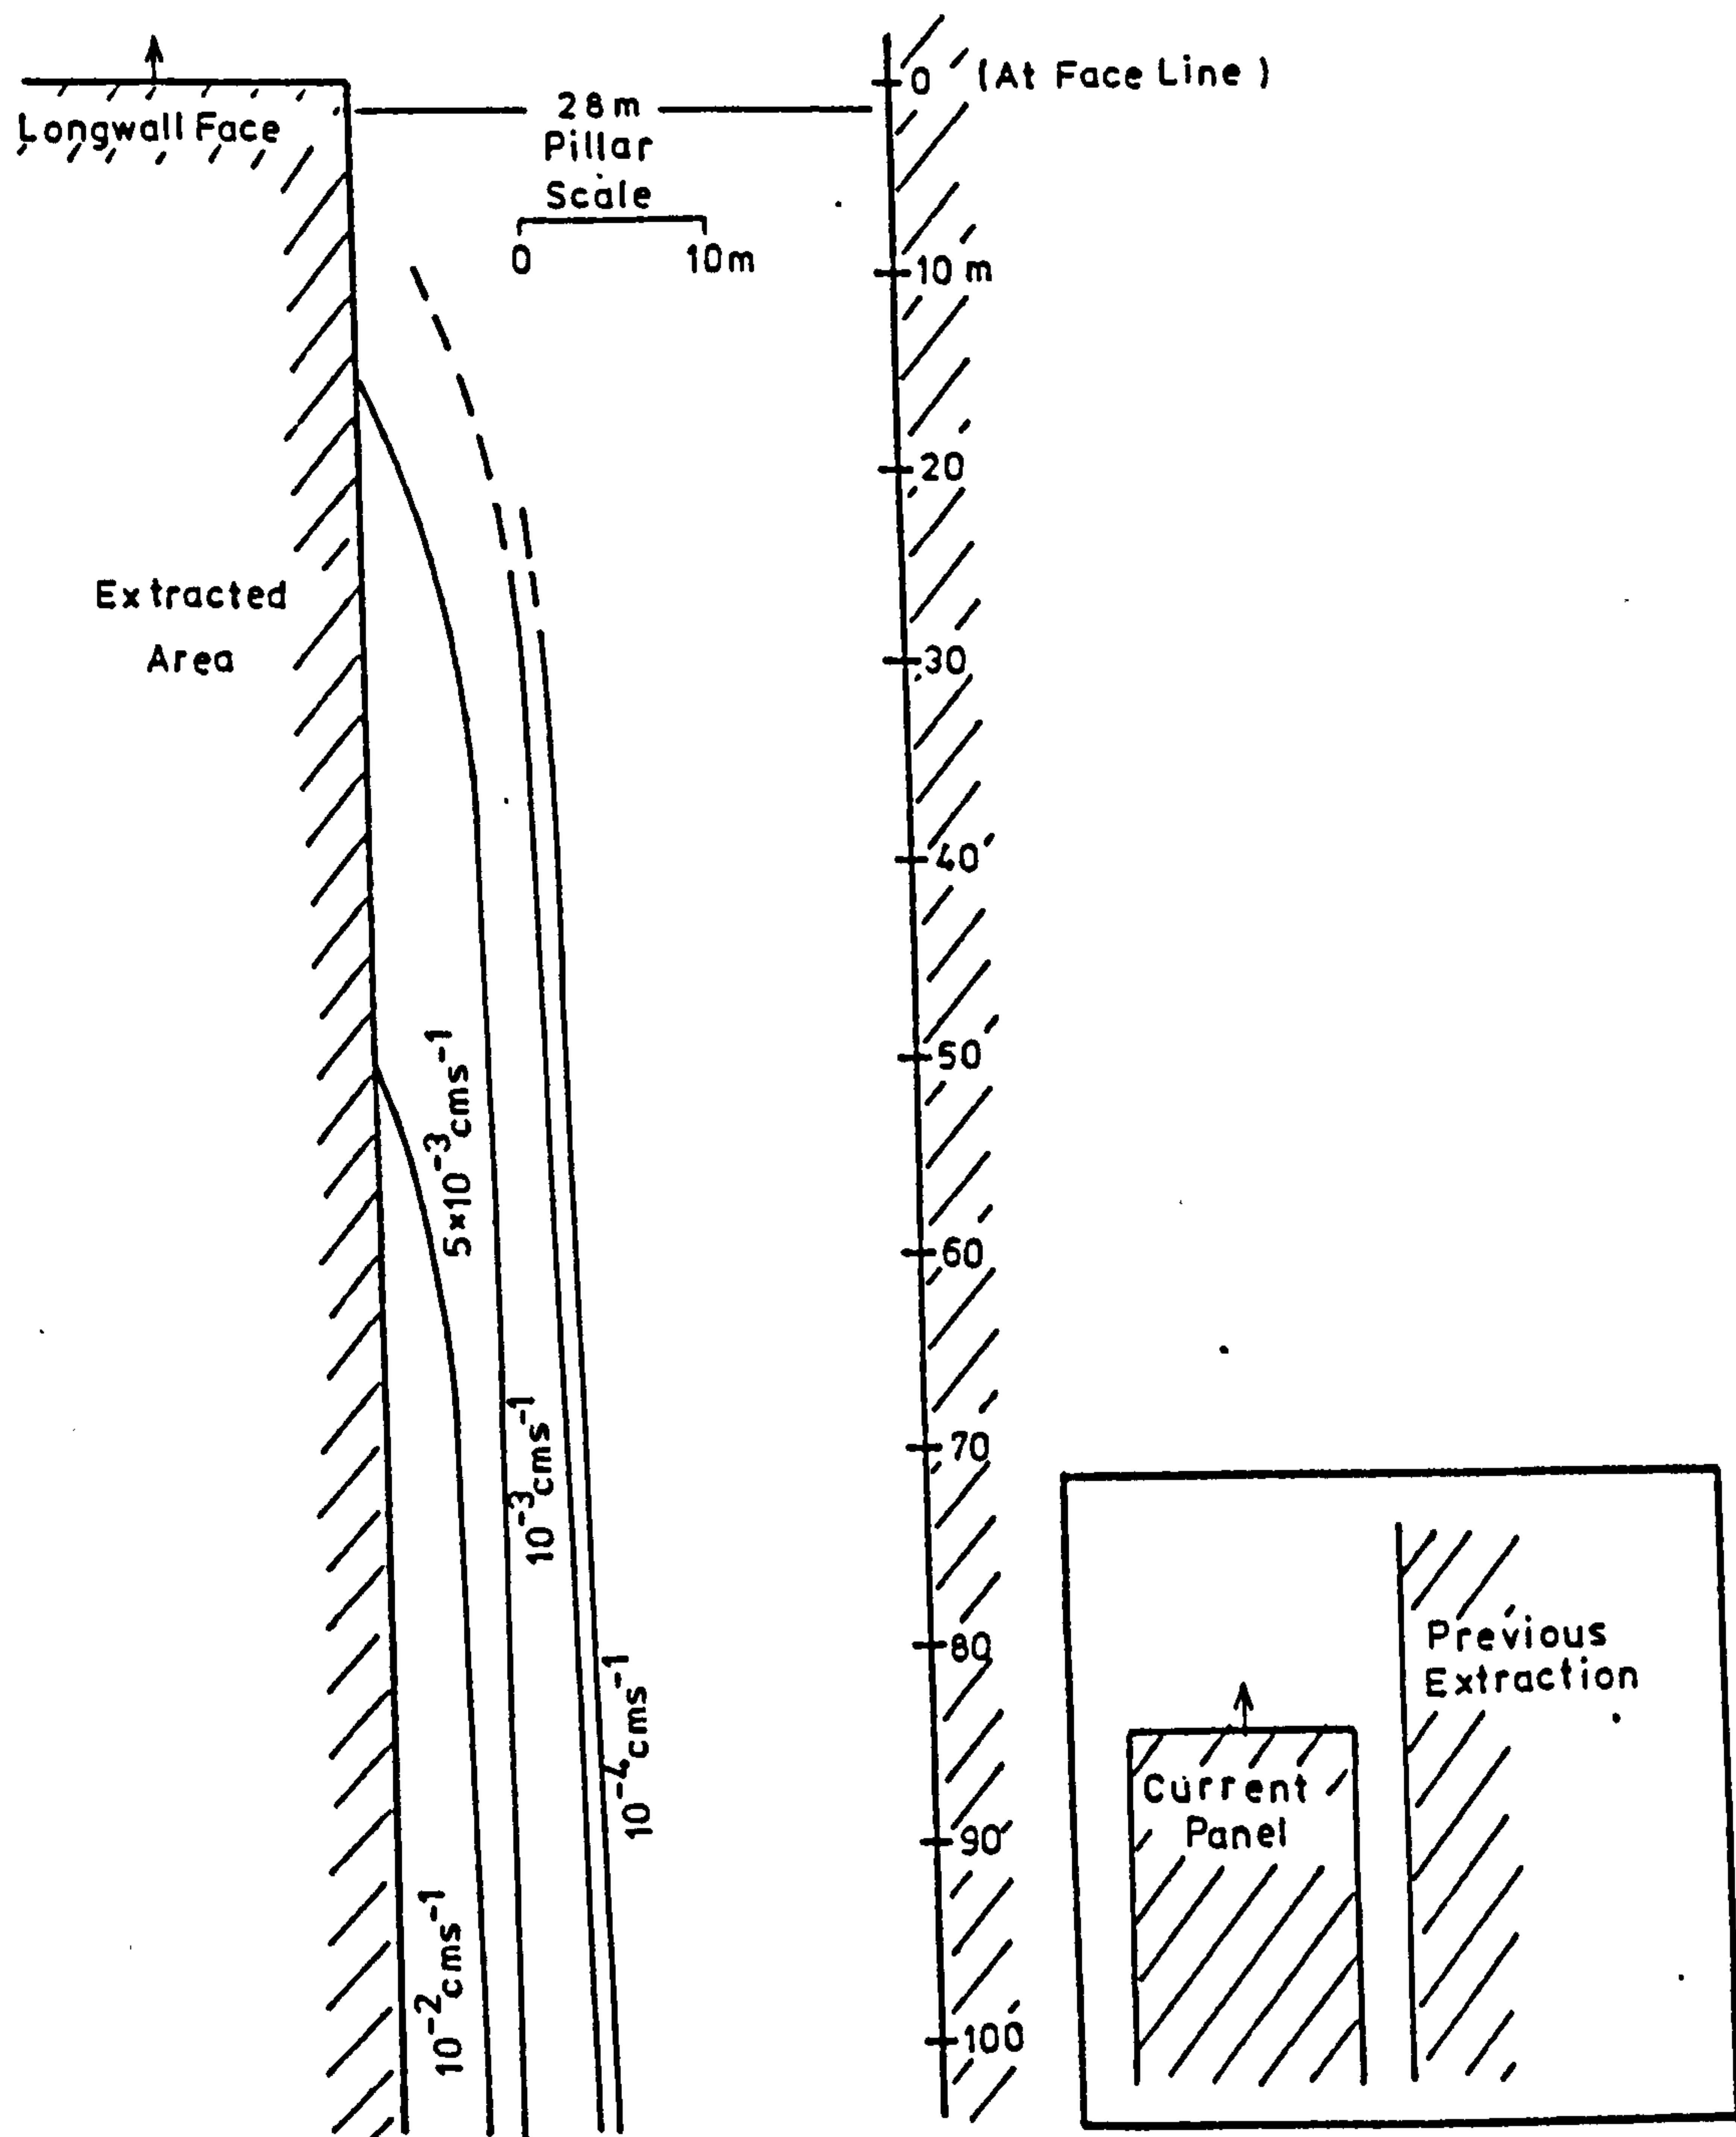 0 (At Face Line)
28m
Pillar
Scale
0 10m
Longwall Face
10 m
20
Extracted
Area
30
40
50
5×10⁻³cms⁻¹
60
70
10⁻³cms⁻¹
80
10⁻⁴cms⁻¹
90
10⁻²cms⁻¹
100
Previous
Extraction
Current
Panel